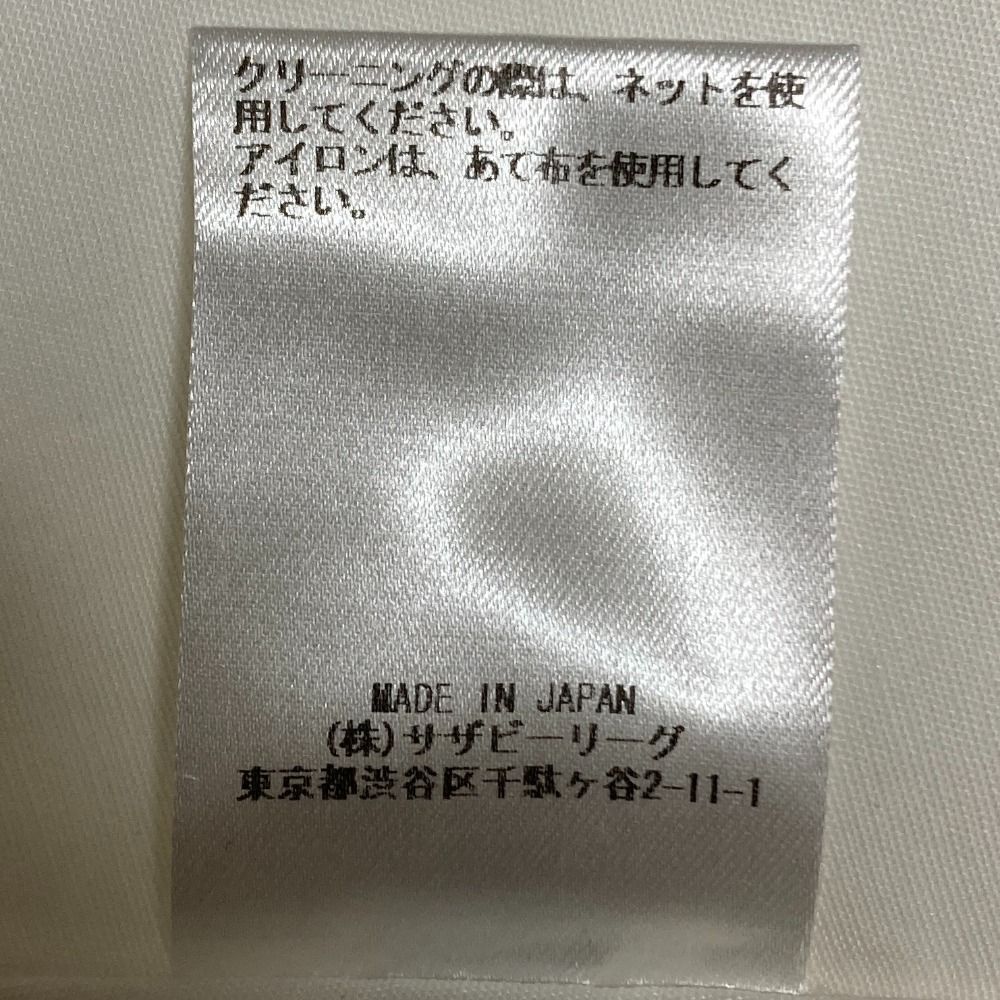 クリーニングの際は、ネットを使
用してください。
アイロンは、あて布を使用してく
ださい。
MADE IN JAPAN
(株)サザビーリーグ
東京都渋谷区千駄ヶ谷2-11-1